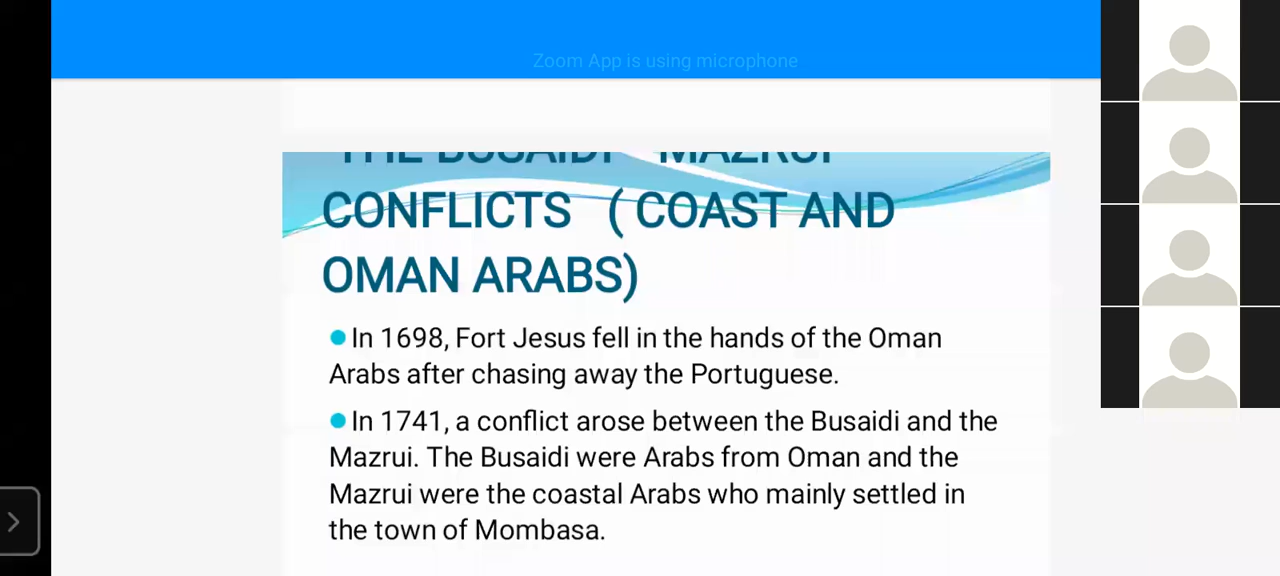 Zoom App is using microphone
THE BUSAIDI MAZRUI
CONFLICTS ( COAST AND
OMAN ARABS)
In 1698, Fort Jesus fell in the hands of the Oman
Arabs after chasing away the Portuguese.
In 1741, a conflict arose between the Busaidi and the
Mazrui. The Busaidi were Arabs from Oman and the
Mazrui were the coastal Arabs who mainly settled in
the town of Mombasa.